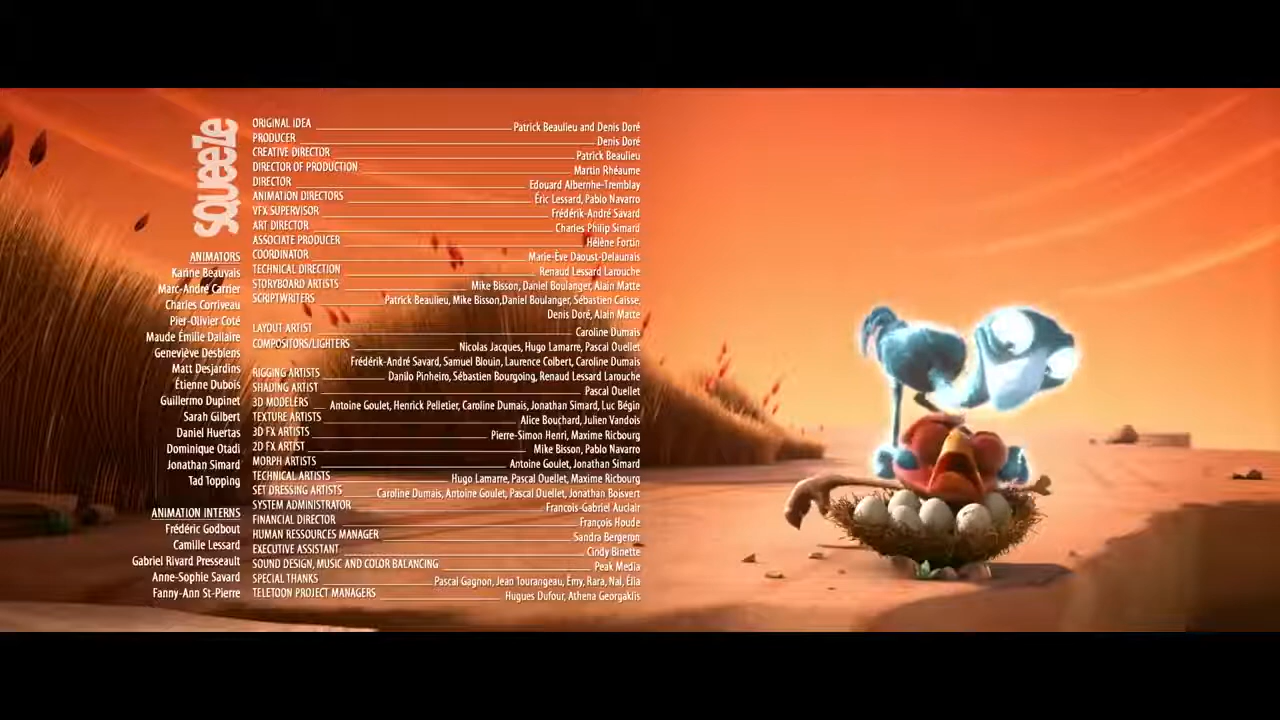 squeeze
ANIMATORS
Karine Beauvais
Marc-André Carrier
Charles Corriveau
Pier-Olivier Coté
Maude Émilie Dallaire
Geneviève Desbiens
Matt Desjardins
Étienne Dubois
Guillermo Dupinet
Sarah Gilbert
Daniel Huertas
Dominique Otadi
Jonathan Simard
Tad Topping
ANIMATION INTERNS
Frédéric Godbout
Camille Lessard
Gabriel Rivard Presseault
Anne-Sophie Savard
Fanny-Ann St-Pierre
ORIGINAL IDEA Patrick Beaulieu and Denis Doré
PRODUCER Denis Doré
CREATIVE DIRECTOR Patrick Beaulieu
DIRECTOR OF PRODUCTION Martin Rhéaume
DIRECTOR Edouard Albernhe-Tremblay
ANIMATION DIRECTORS Éric Lessard, Pablo Navarro
VFX SUPERVISOR Frédérik-André Savard
ART DIRECTOR Charles Philip Simard
ASSOCIATE PRODUCER Hélène Fortin
COORDINATOR Marie-Ève Daoust-Delaunais
TECHNICAL DIRECTION Renaud Lessard Larouche
STORYBOARD ARTISTS Mike Bisson, Daniel Boulanger, Alain Matte
SCRIPTWRITERS Patrick Beaulieu, Mike Bisson,Daniel Boulanger, Sébastien Caisse,
Denis Doré, Alain Matte
LAYOUT ARTIST Caroline Dumais
COMPOSITORS/LIGHTERS Nicolas Jacques, Hugo Lamarre, Pascal Ouellet
Frédérik-André Savard, Samuel Blouin, Laurence Colbert, Caroline Dumais
RIGGING ARTISTS Danilo Pinheiro, Sébastien Bourgoing, Renaud Lessard Larouche
SHADING ARTIST Pascal Ouellet
3D MODELERS Antoine Goulet, Henrick Pelletier, Caroline Dumais, Jonathan Simard, Luc Bégin
TEXTURE ARTISTS Alice Bouchard, Julien Vandois
3D FX ARTISTS Pierre-Simon Henri, Maxime Ricbourg
2D FX ARTIST Mike Bisson, Pablo Navarro
MORPH ARTISTS Antoine Goulet, Jonathan Simard
TECHNICAL ARTISTS Hugo Lamarre, Pascal Ouellet, Maxime Ricbourg
SET DRESSING ARTISTS Caroline Dumais, Antoine Goulet, Pascal Ouellet, Jonathan Boisvert
SYSTEM ADMINISTRATOR Francois-Gabriel Auclair
FINANCIAL DIRECTOR François Houde
HUMAN RESSOURCES MANAGER Sandra Bergeron
EXECUTIVE ASSISTANT Cindy Binette
SOUND DESIGN, MUSIC AND COLOR BALANCING Peak Media
SPECIAL THANKS Pascal Gagnon, Jean Tourangeau, Émy, Rara, Nal, Élia
TELETOON PROJECT MANAGERS Hugues Dufour, Athena Georgaklis